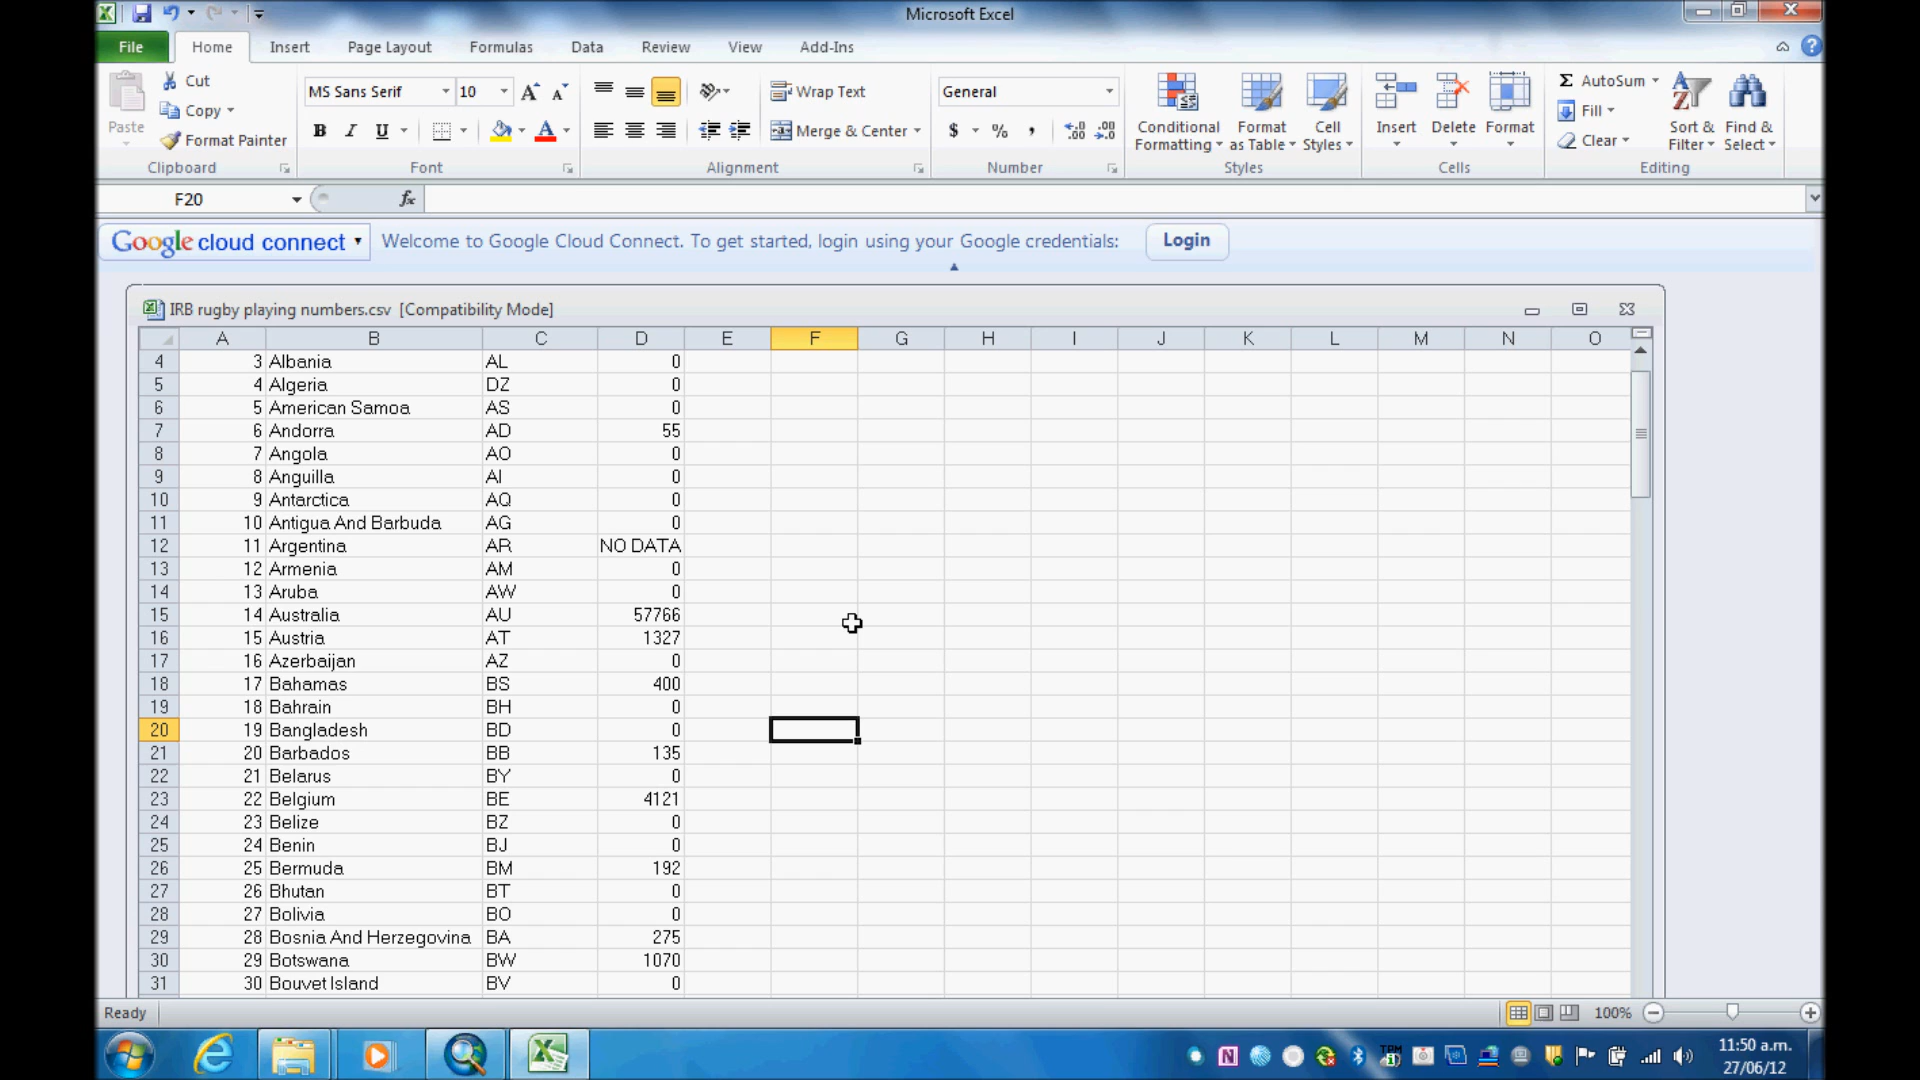 Microsoft Excel
File Home Insert Page Layout Formulas Data Review View Add-Ins
Paste Cut Copy Format Painter Clipboard
MS Sans Serif 10 B I U Font
Wrap Text Merge & Center Alignment
General $ % , .00 Number
Conditional Formatting Format as Table Cell Styles Styles
Insert Delete Format Cells
Σ AutoSum Fill Clear Sort & Filter Find & Select Editing
F20 fx
Google cloud connect Welcome to Google Cloud Connect. To get started, login using your Google credentials: Login
IRB rugby playing numbers.csv [Compatibility Mode]
A B C D E F G H I J K L M N O
4 3 Albania AL 0
5 4 Algeria DZ 0
6 5 American Samoa AS 0
7 6 Andorra AD 55
8 7 Angola AO 0
9 8 Anguilla AI 0
10 9 Antarctica AQ 0
11 10 Antigua And Barbuda AG 0
12 11 Argentina AR NO DATA
13 12 Armenia AM 0
14 13 Aruba AW 0
15 14 Australia AU 57766
16 15 Austria AT 1327
17 16 Azerbaijan AZ 0
18 17 Bahamas BS 400
19 18 Bahrain BH 0
20 19 Bangladesh BD 0
21 20 Barbados BB 135
22 21 Belarus BY 0
23 22 Belgium BE 4121
24 23 Belize BZ 0
25 24 Benin BJ 0
26 25 Bermuda BM 192
27 26 Bhutan BT 0
28 27 Bolivia BO 0
29 28 Bosnia And Herzegovina BA 275
30 29 Botswana BW 1070
31 30 Bouvet Island BV 0
Ready 100%
11:50 a.m.
27/06/12